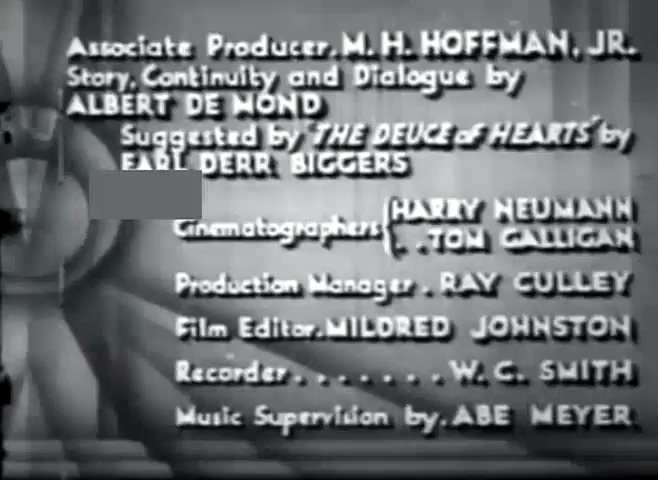 Associate Producer. M. H. HOFFMAN, JR.
Story, Continuity and Dialogue by
ALBERT DE MOND
Suggested by 'THE DEUCE of HEARTS' by
EARL DERR BIGGERS
Cinematographers { HARRY NEUMANN
. . TOM GALLIGAN
Production Manager . RAY CULLEY
Film Editor. MILDRED JOHNSTON
Recorder . . . . . . . W. C. SMITH
Music Supervision by. ABE MEYER